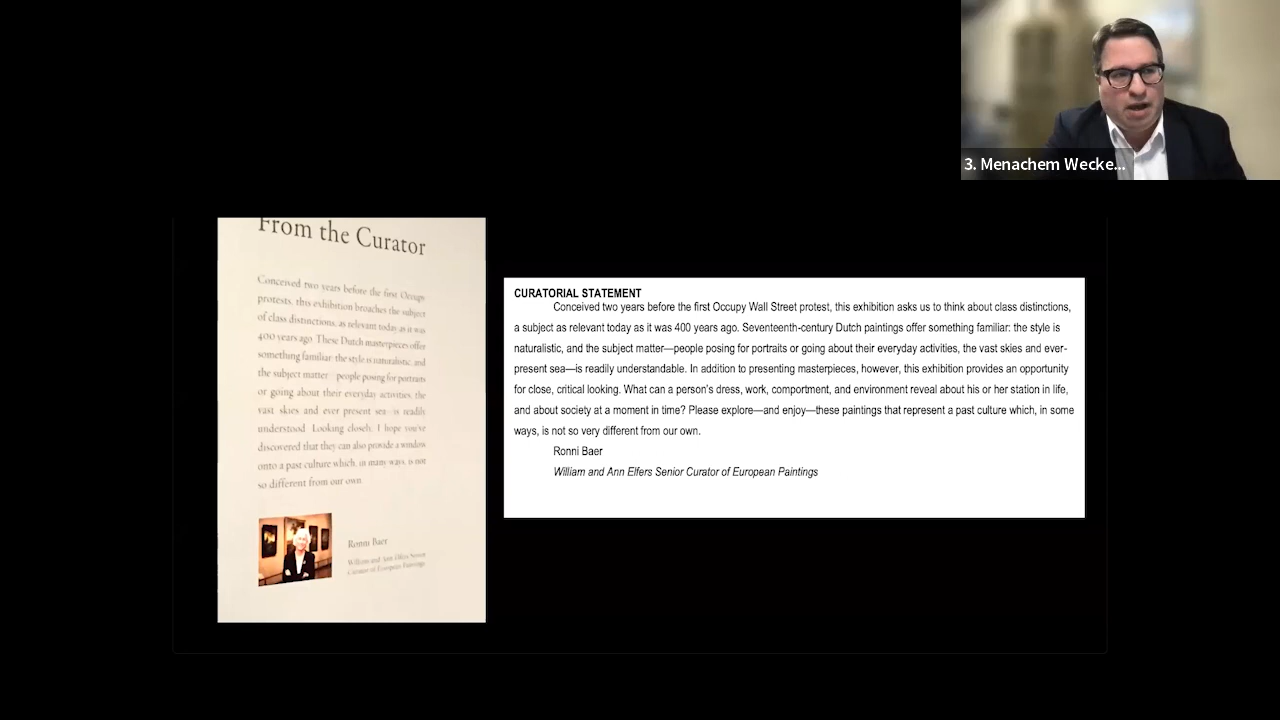 3. Menachem Wecke...
From the Curator
Conceived two years before the first Occupy
protests, this exhibition broaches the subject
of class distinctions, as relevant today as it was
400 years ago. These Dutch masterpieces offer
something familiar: the style is naturalistic, and
the subject matter—people posing for portraits
or going about their everyday activities, the
vast skies and ever present sea—is readily
understood. Looking closely, I hope you've
discovered that they can also provide a window
onto a past culture which, in many ways, is not
so different from our own.
Ronni Baer
William and Ann Elfers Senior
Curator of European Paintings
CURATORIAL STATEMENT
Conceived two years before the first Occupy Wall Street protest, this exhibition asks us to think about class distinctions,
a subject as relevant today as it was 400 years ago. Seventeenth-century Dutch paintings offer something familiar: the style is
naturalistic, and the subject matter—people posing for portraits or going about their everyday activities, the vast skies and ever-
present sea—is readily understandable. In addition to presenting masterpieces, however, this exhibition provides an opportunity
for close, critical looking. What can a person's dress, work, comportment, and environment reveal about his or her station in life,
and about society at a moment in time? Please explore—and enjoy—these paintings that represent a past culture which, in some
ways, is not so very different from our own.
Ronni Baer
William and Ann Elfers Senior Curator of European Paintings